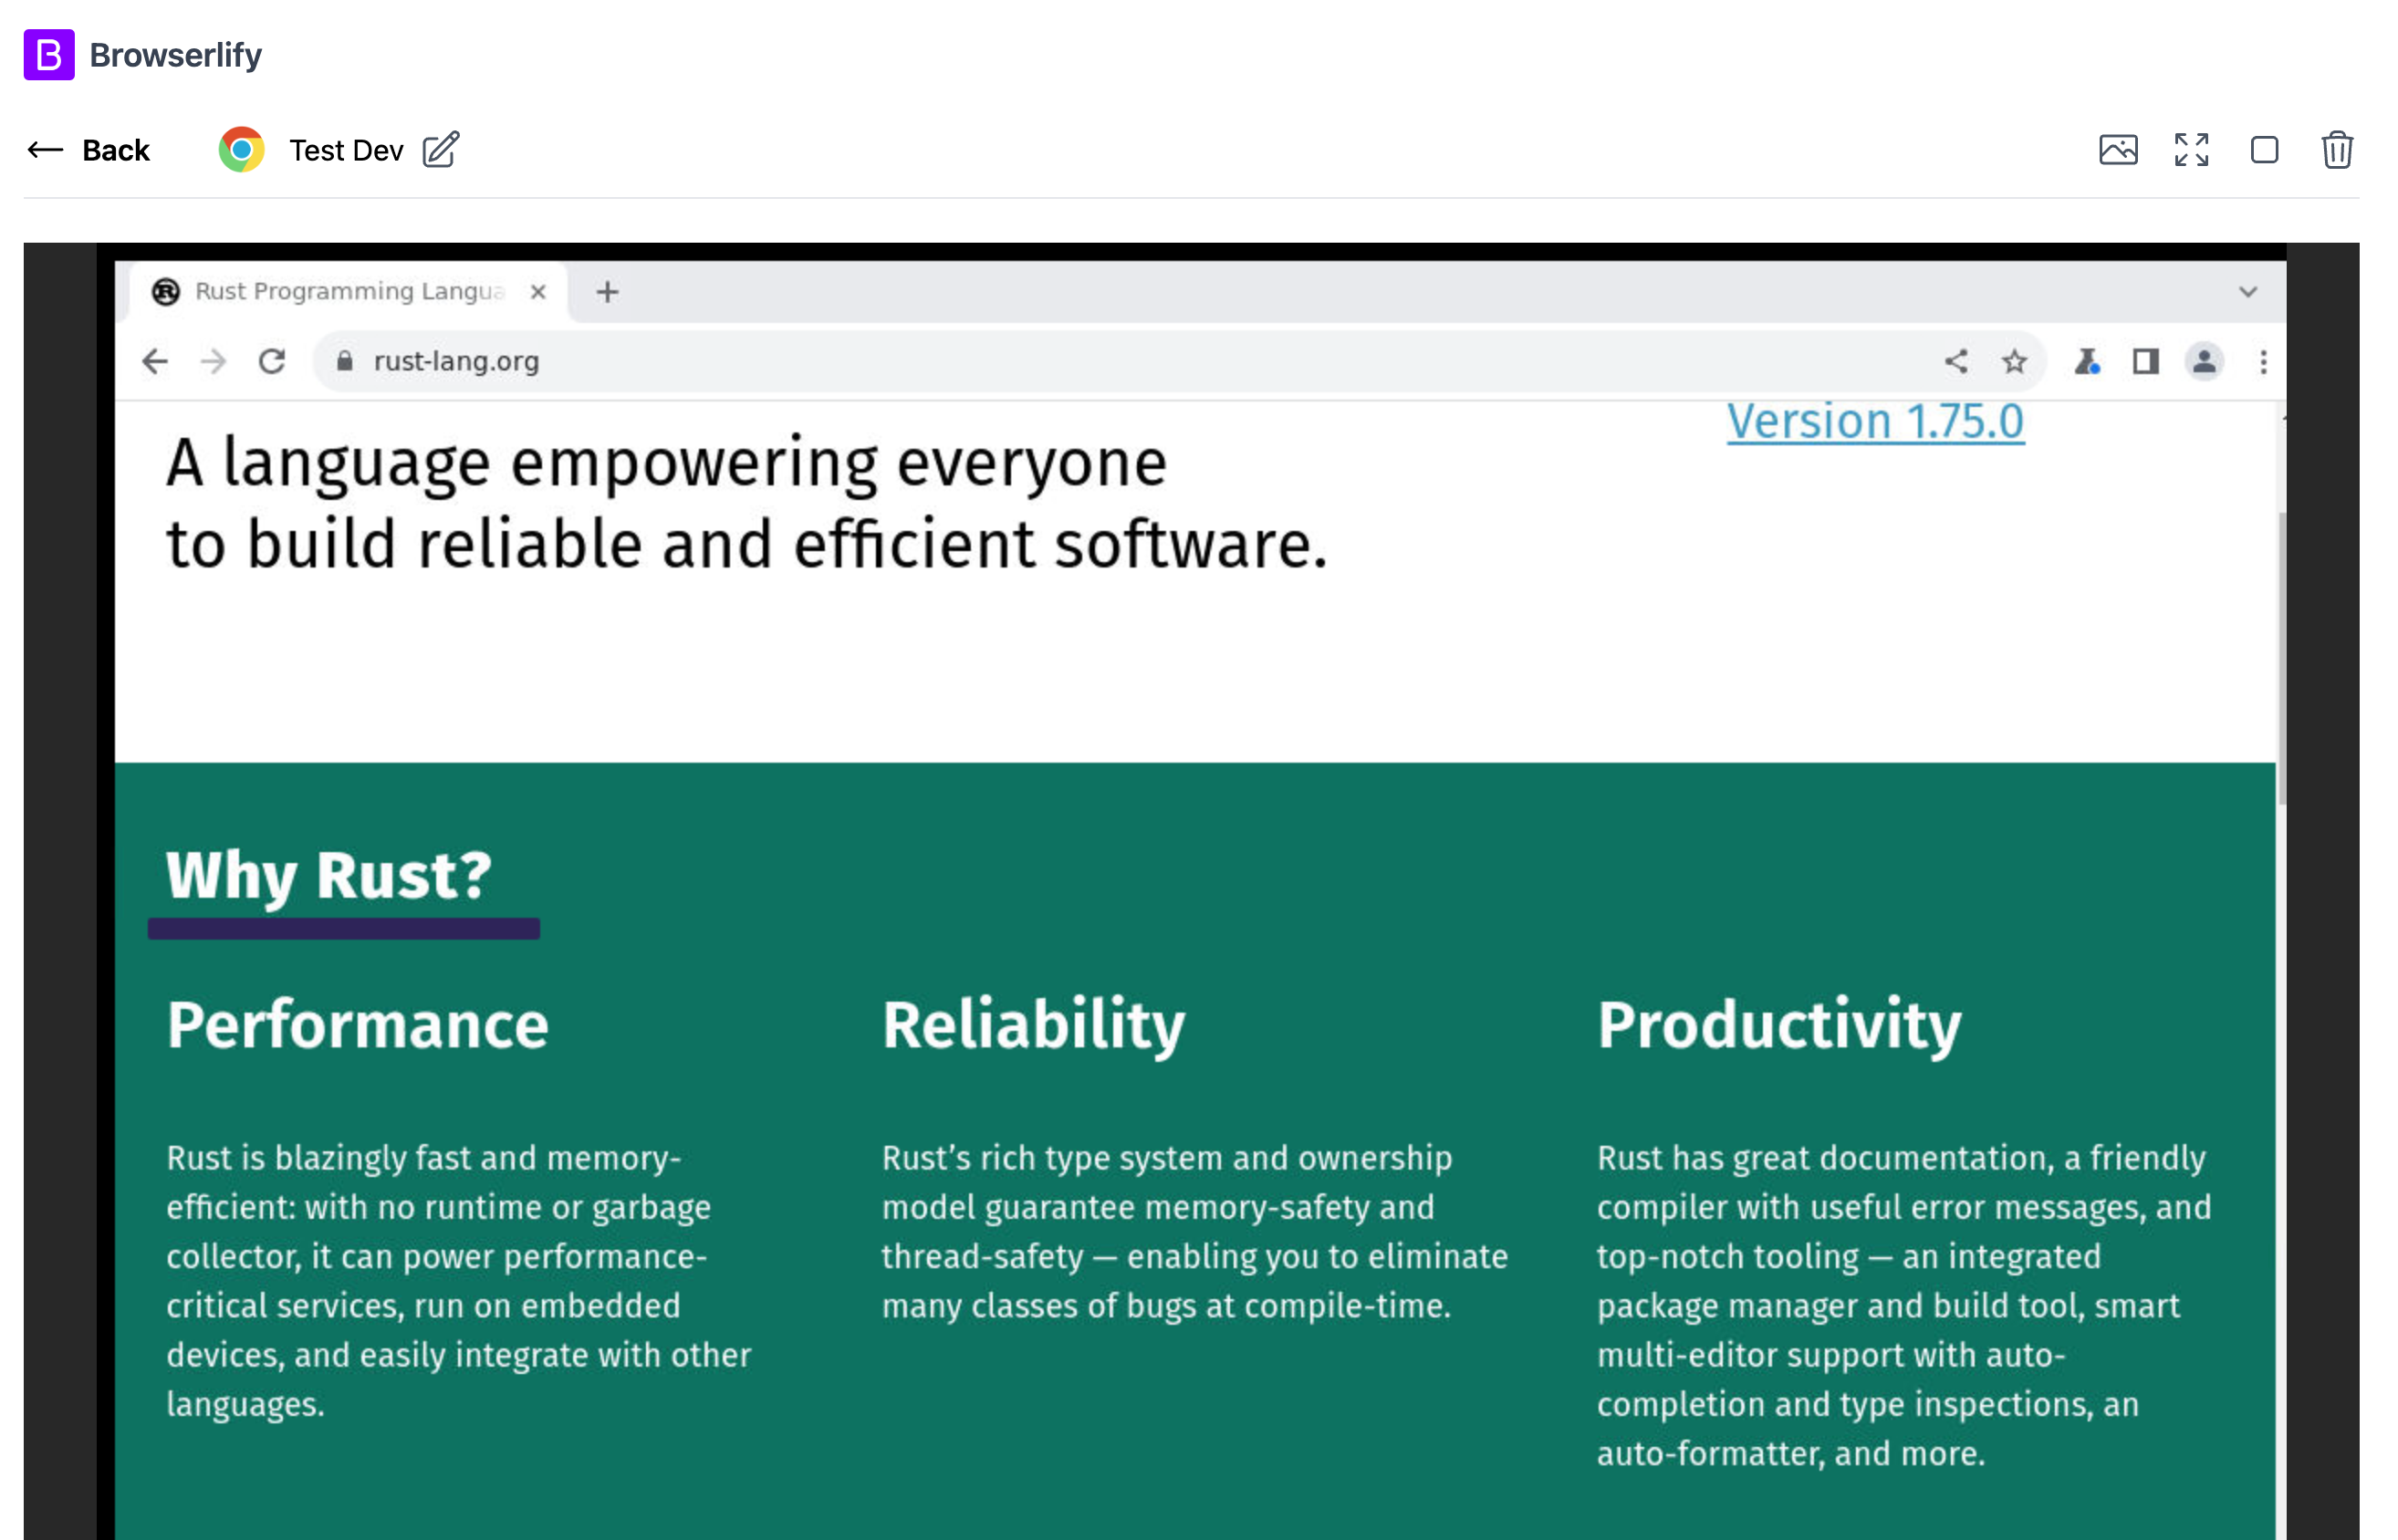 Browserlify
Back
Test Dev
Rust Programming Langua
rust-lang.org
Version 1.75.0
A language empowering everyone
to build reliable and efficient software.
Why Rust?
Performance
Rust is blazingly fast and memory-
efficient: with no runtime or garbage
collector, it can power performance-
critical services, run on embedded
devices, and easily integrate with other
languages.
Reliability
Rust’s rich type system and ownership
model guarantee memory-safety and
thread-safety — enabling you to eliminate
many classes of bugs at compile-time.
Productivity
Rust has great documentation, a friendly
compiler with useful error messages, and
top-notch tooling — an integrated
package manager and build tool, smart
multi-editor support with auto-
completion and type inspections, an
auto-formatter, and more.